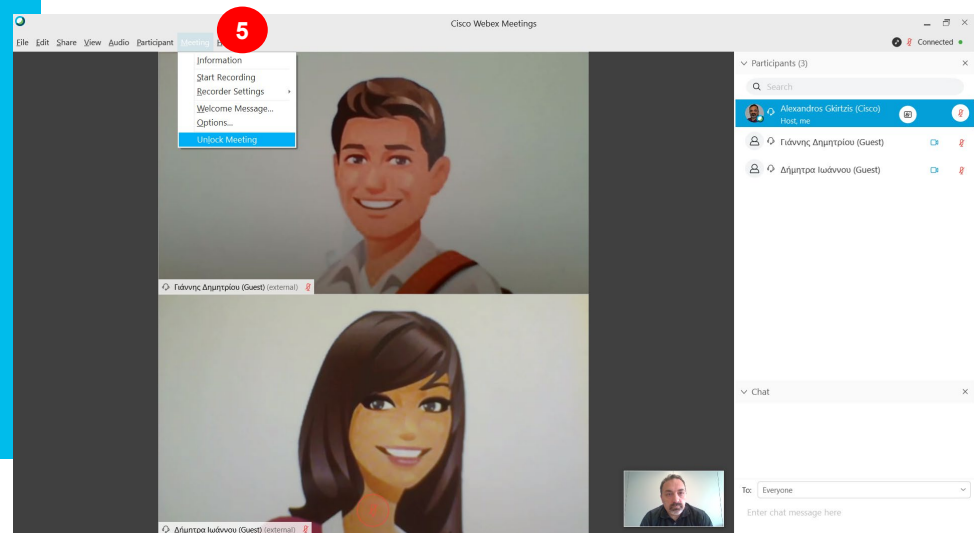 Cisco Webex Meetings
5
File Edit Share View Audio Participant Meeting H
Connected
Information
Start Recording
Recorder Settings
Welcome Message...
Options...
Unlock Meeting
Γιάννης Δημητρίου (Guest) (external)
Δήμητρα Ιωάννου (Guest) (external)
Participants (3)
Search
Alexandros Gkirtzis (Cisco)
Host, me
Γιάννης Δημητρίου (Guest)
Δήμητρα Ιωάννου (Guest)
Chat
To: Everyone
Enter chat message here